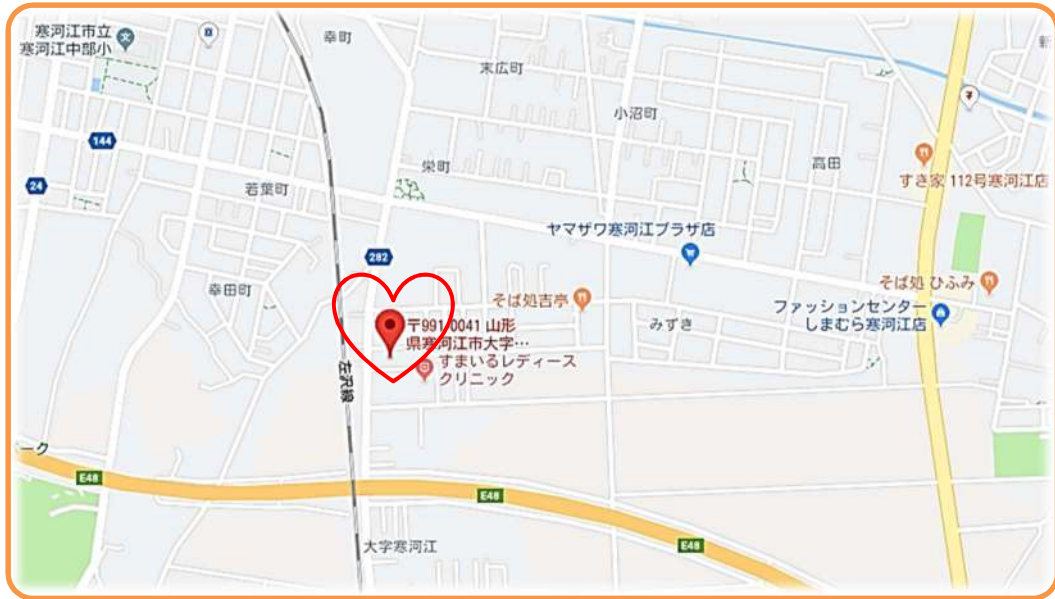 寒河江市立
寒河江中部小
幸町
末広町
小沼町
144
24
若葉町
栄町
高田
すき家 112号寒河江店
ヤマザワ寒河江プラザ店
282
幸田町
そば処吉亭
みずき
そば処 ひふみ
ファッションセンター
しまむら寒河江店
〒991-0041 山形
県寒河江市大字…
すまいるレディース
クリニック
左沢線
ーク
E48
E48
E48
大字寒河江
新